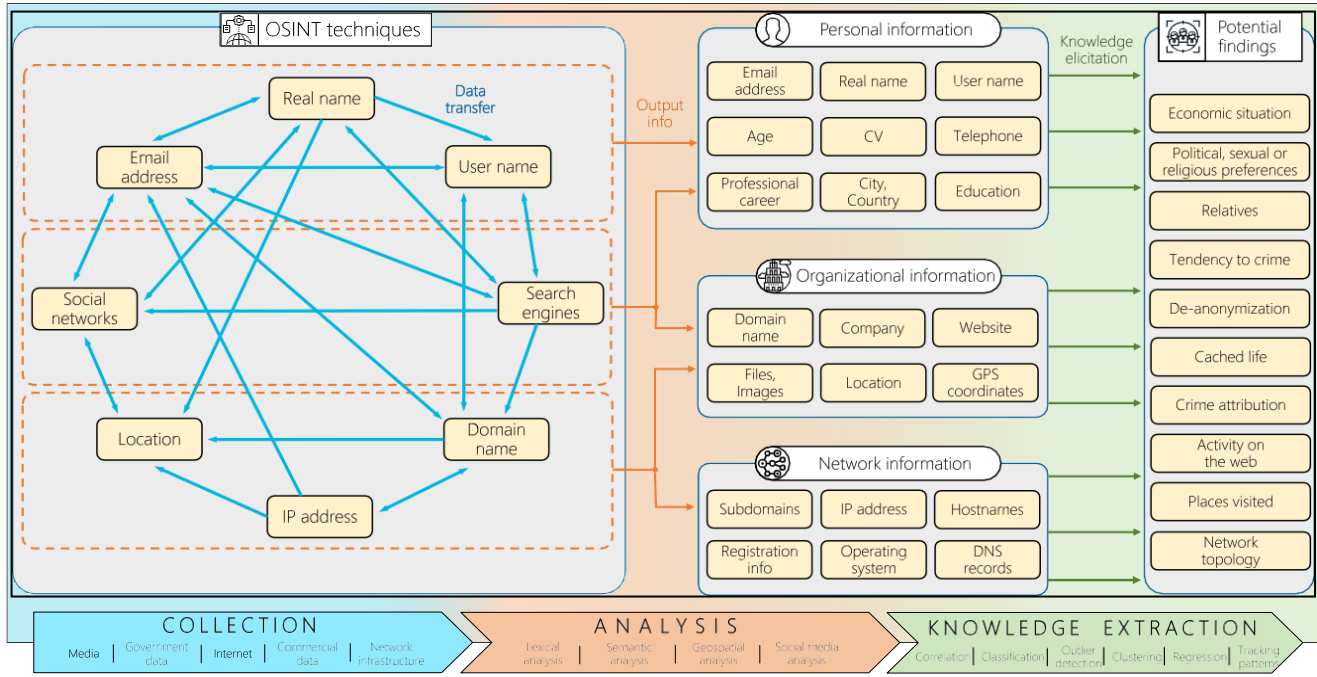 OSINT techniques
Data
transfer
Real name
Email
address
User name
Social
networks
Search
engines
Location
Domain
name
IP address
Output
info
Personal information
Email
address
Real name
User name
Age
CV
Telephone
Professional
career
City,
Country
Education
Organizational information
Domain
name
Company
Website
Files,
Images
Location
GPS
coordinates
Network information
Subdomains
IP address
Hostnames
Registration
info
Operating
system
DNS
records
Knowledge
elicitation
Potential
findings
Economic situation
Political, sexual or
religious preferences
Relatives
Tendency to crime
De-anonymization
Cached life
Crime attribution
Activity on
the web
Places visited
Network
topology
COLLECTION
Media
Government
data
Internet
Commercial
data
Network
infrastructure
ANALYSIS
Lexical
analysis
Semantic
analysis
Geospatial
analysis
Social media
analysis
KNOWLEDGE EXTRACTION
Correlation
Classification
Outlier
detection
Clustering
Regression
Tracking
patterns